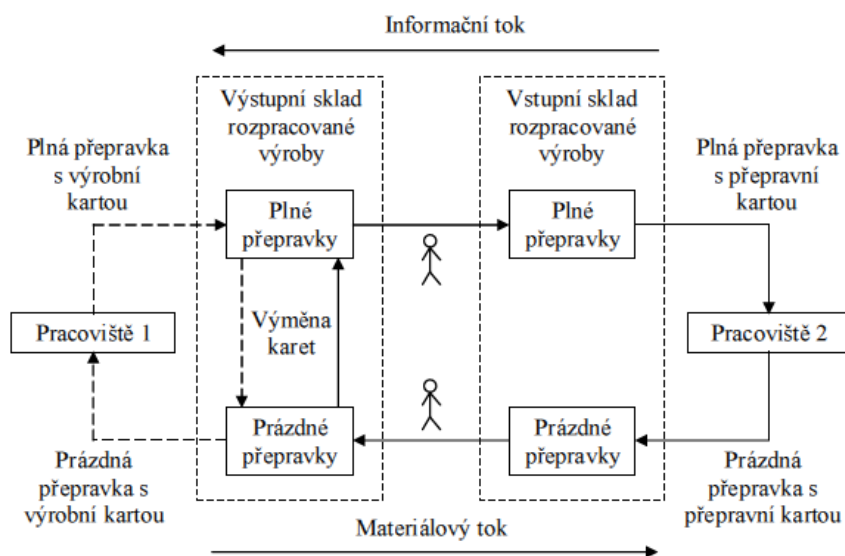 Informační tok
Výstupní sklad
rozpracované
výroby
Vstupní sklad
rozpracované
výroby
Plná přepravka
s výrobní
kartou
Plná přepravka
s přepravní
kartou
Plné
přepravky
Plné
přepravky
Pracoviště 1
Výměna
karet
Pracoviště 2
Prázdné
přepravky
Prázdné
přepravky
Prázdná
přepravka s
výrobní kartou
Prázdná
přepravka s
přepravní kartou
Materiálový tok